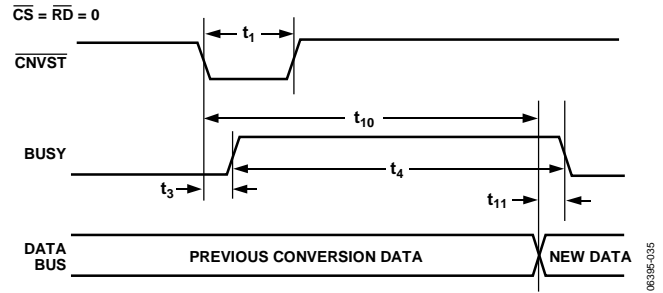 CS = RD = 0
CNVST
t1
t10
BUSY
t4
t3
t11
DATA
BUS
PREVIOUS CONVERSION DATA
NEW DATA
06395-035